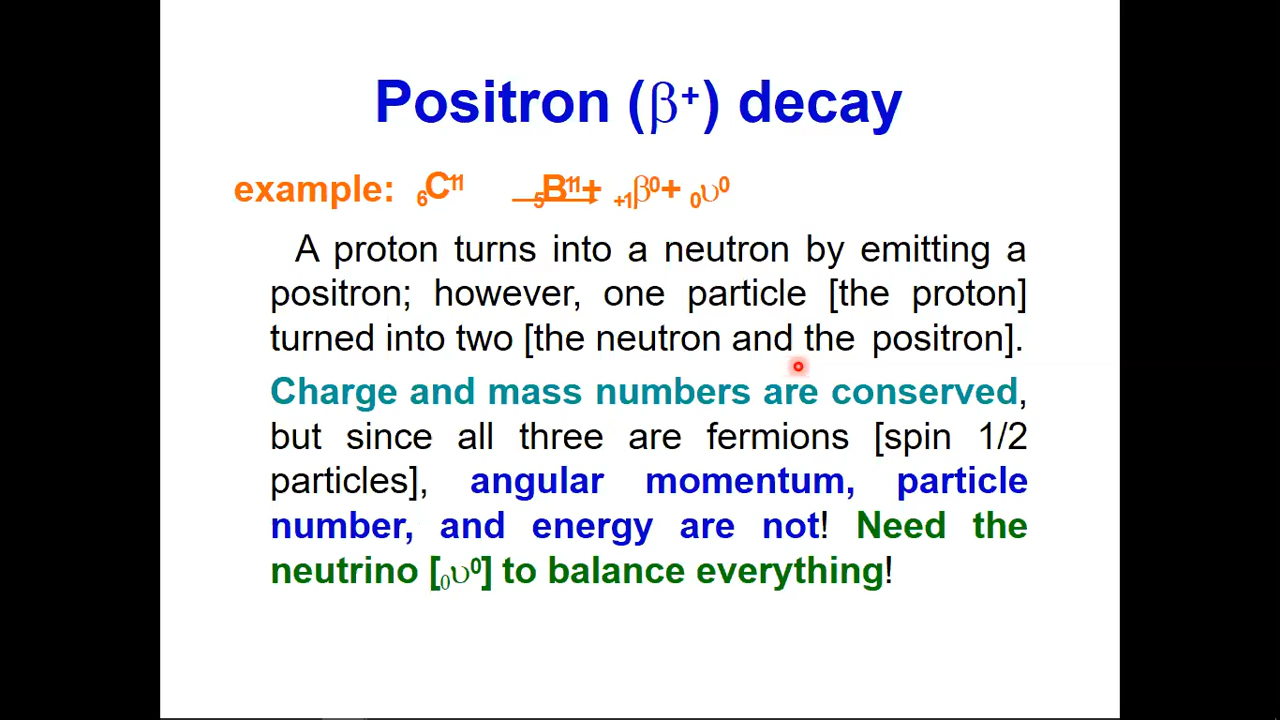 Positron (β⁺) decay
example: ₆C¹¹ → ₅B¹¹ + ₊₁β⁰ + ₀υ⁰
A proton turns into a neutron by emitting a
positron; however, one particle [the proton]
turned into two [the neutron and the positron].
Charge and mass numbers are conserved,
but since all three are fermions [spin 1/2
particles], angular momentum, particle
number, and energy are not! Need the
neutrino [₀υ⁰] to balance everything!